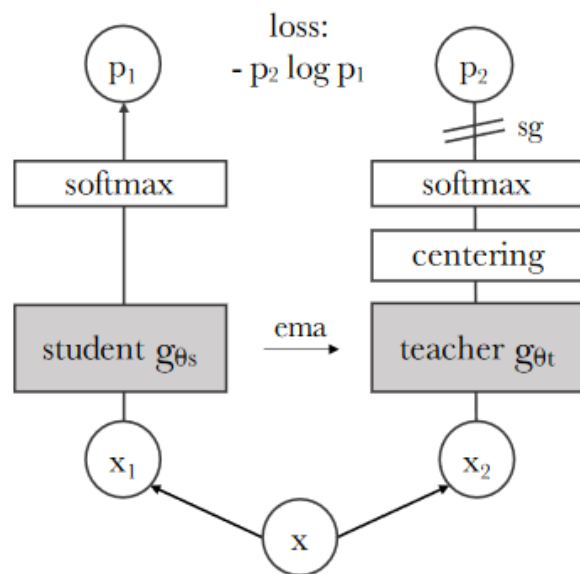 loss:
- p₂ log p₁
p₁
p₂
sg
softmax
softmax
centering
student gθs
ema
teacher gθt
x₁
x₂
x